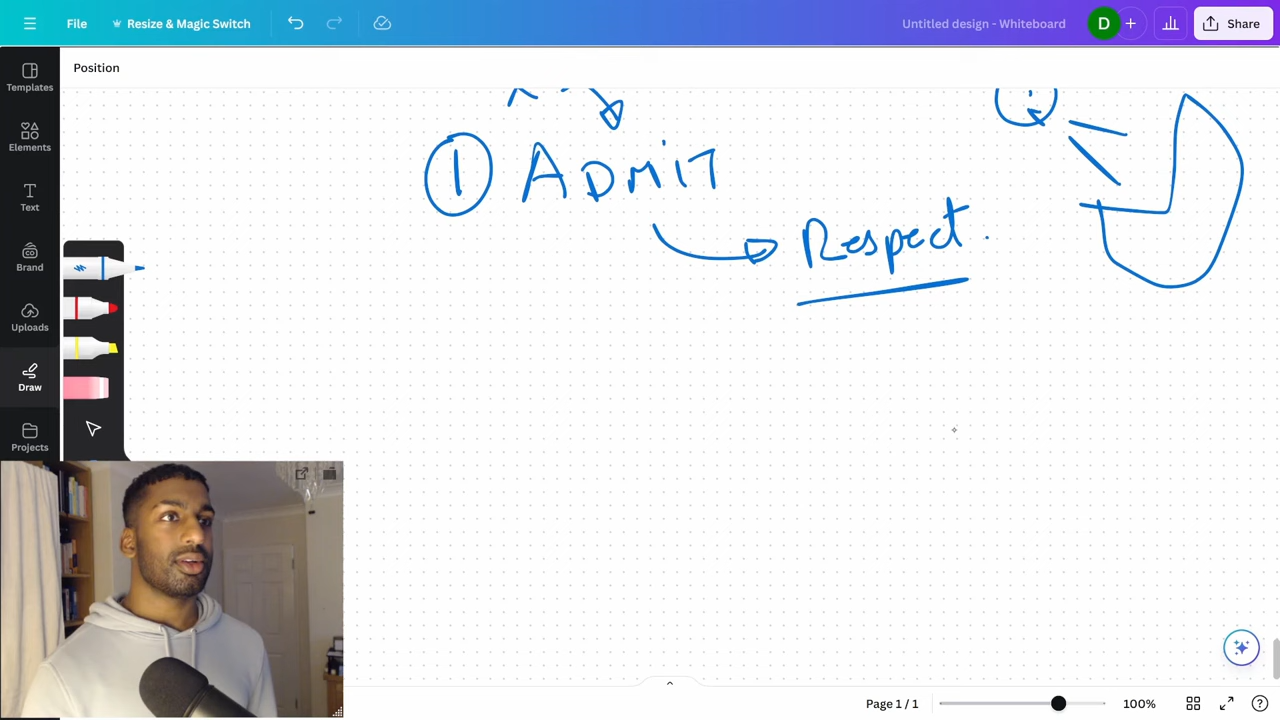 File
Resize & Magic Switch
Untitled design - Whiteboard
D
Share
Position
Templates
Elements
Text
Brand
Uploads
Draw
Projects
1 ADMIT
Respect.
Page 1 / 1
100%